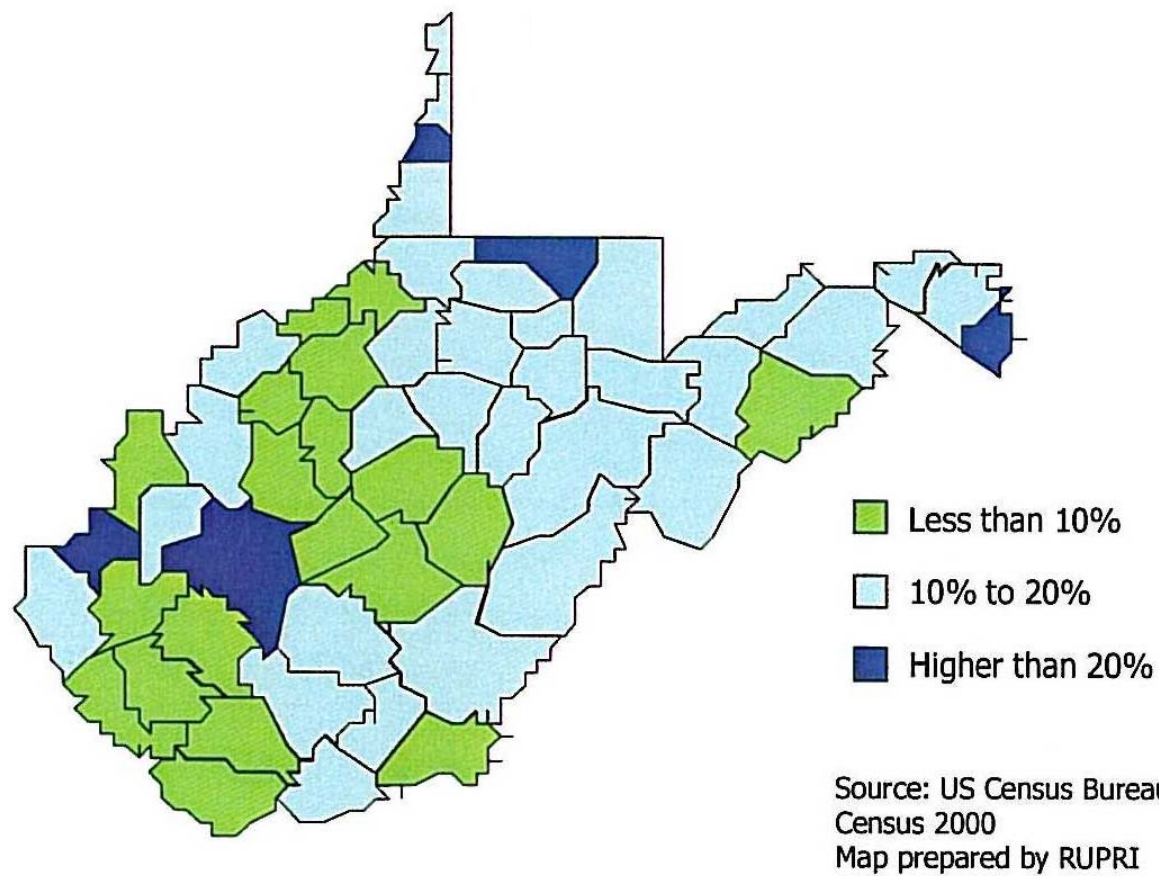 Less than 10%
10% to 20%
Higher than 20%
Source: US Census Bureau
Census 2000
Map prepared by RUPRI